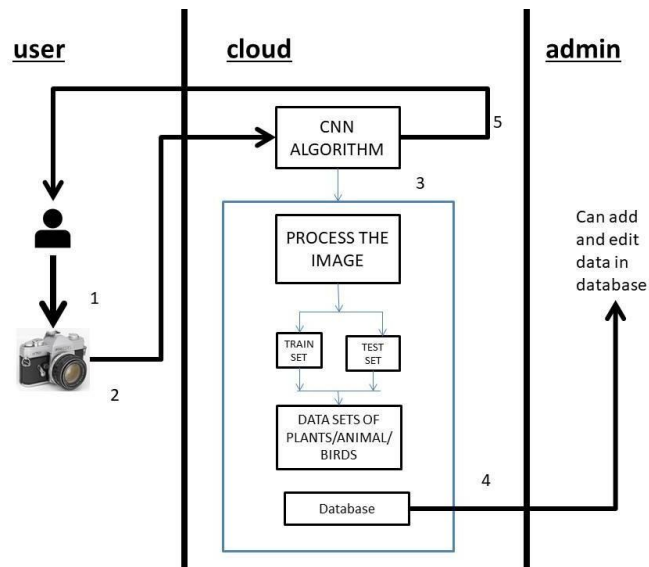 user
cloud
admin
5
CNN
ALGORITHM
3
PROCESS THE
IMAGE
Can add
and edit
data in
database
1
TRAIN
SET
TEST
SET
2
DATA SETS OF
PLANTS/ANIMAL/
BIRDS
4
Database